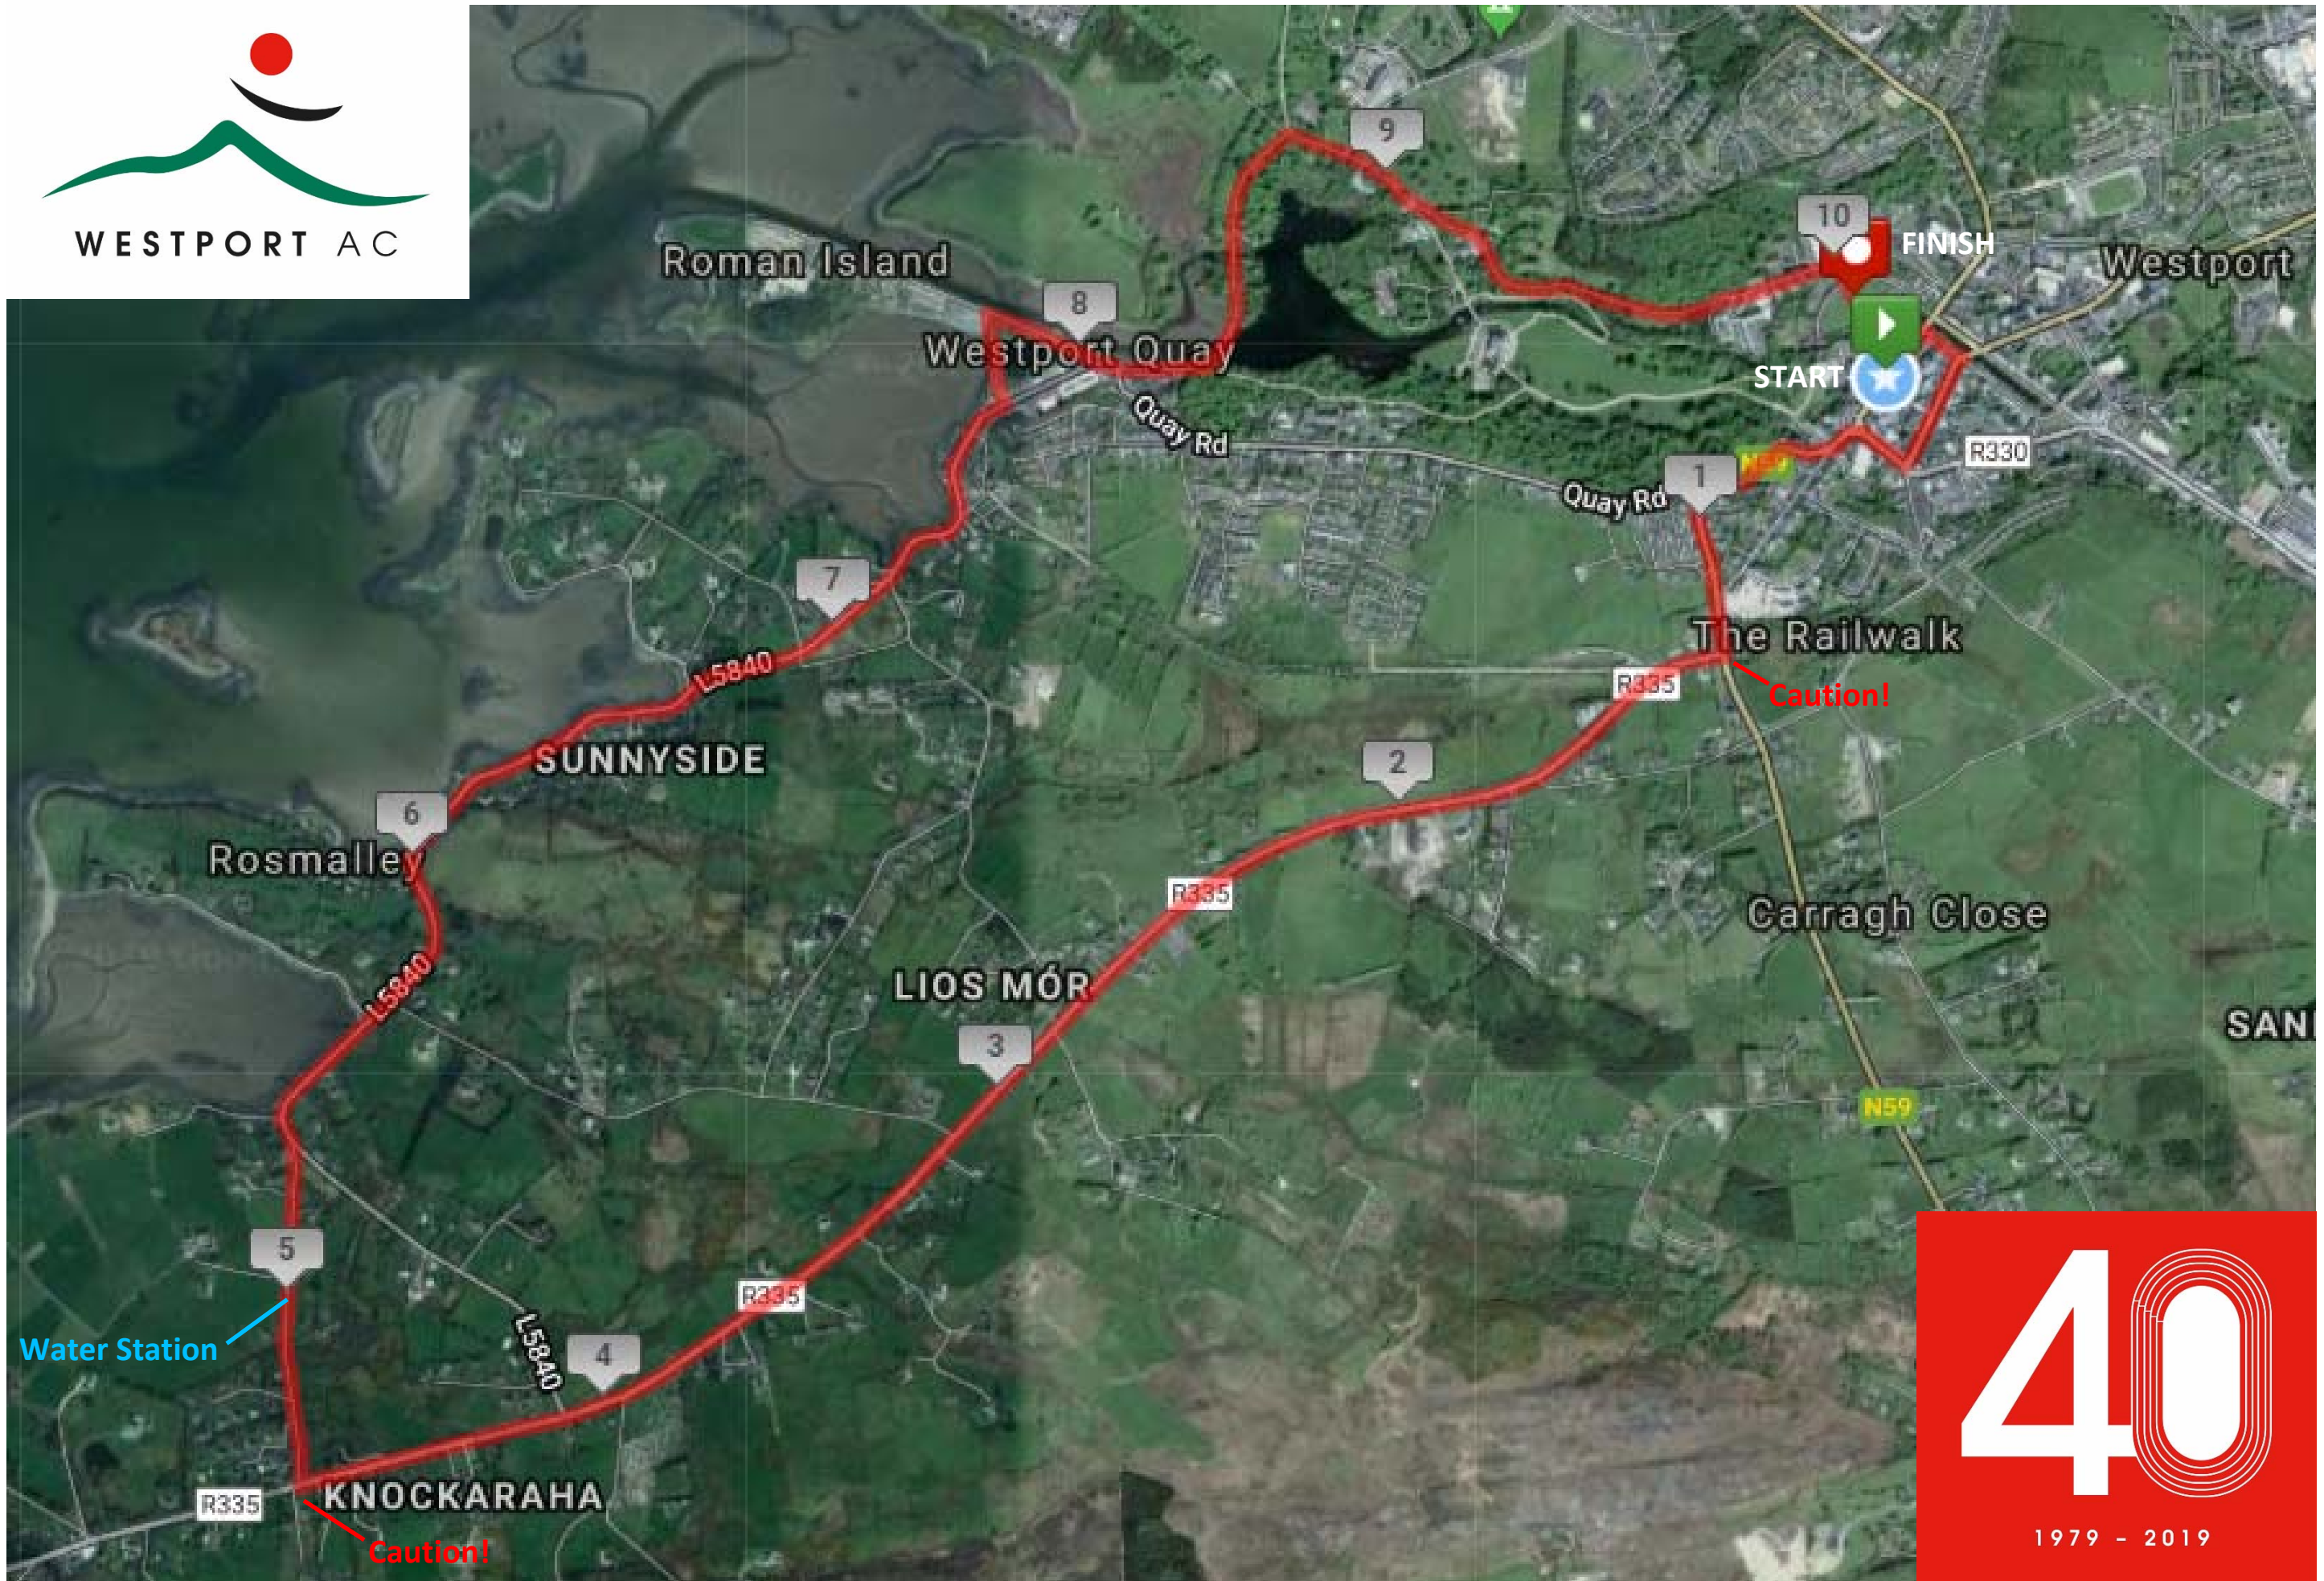 WESTPORT AC
9
10
FINISH
Roman Island
Westport
8
Westport Quay
START
Quay Rd
R330
1
Quay Rd
7
The Railwalk
L5840
R335
Caution!
SUNNYSIDE
2
6
Rosmalley
R335
Carragh Close
L5840
LIOS MÓR
SAN
3
N59
5
R335
Water Station
L5840
4
R335
KNOCKARAHA
Caution!
40
1979 - 2019